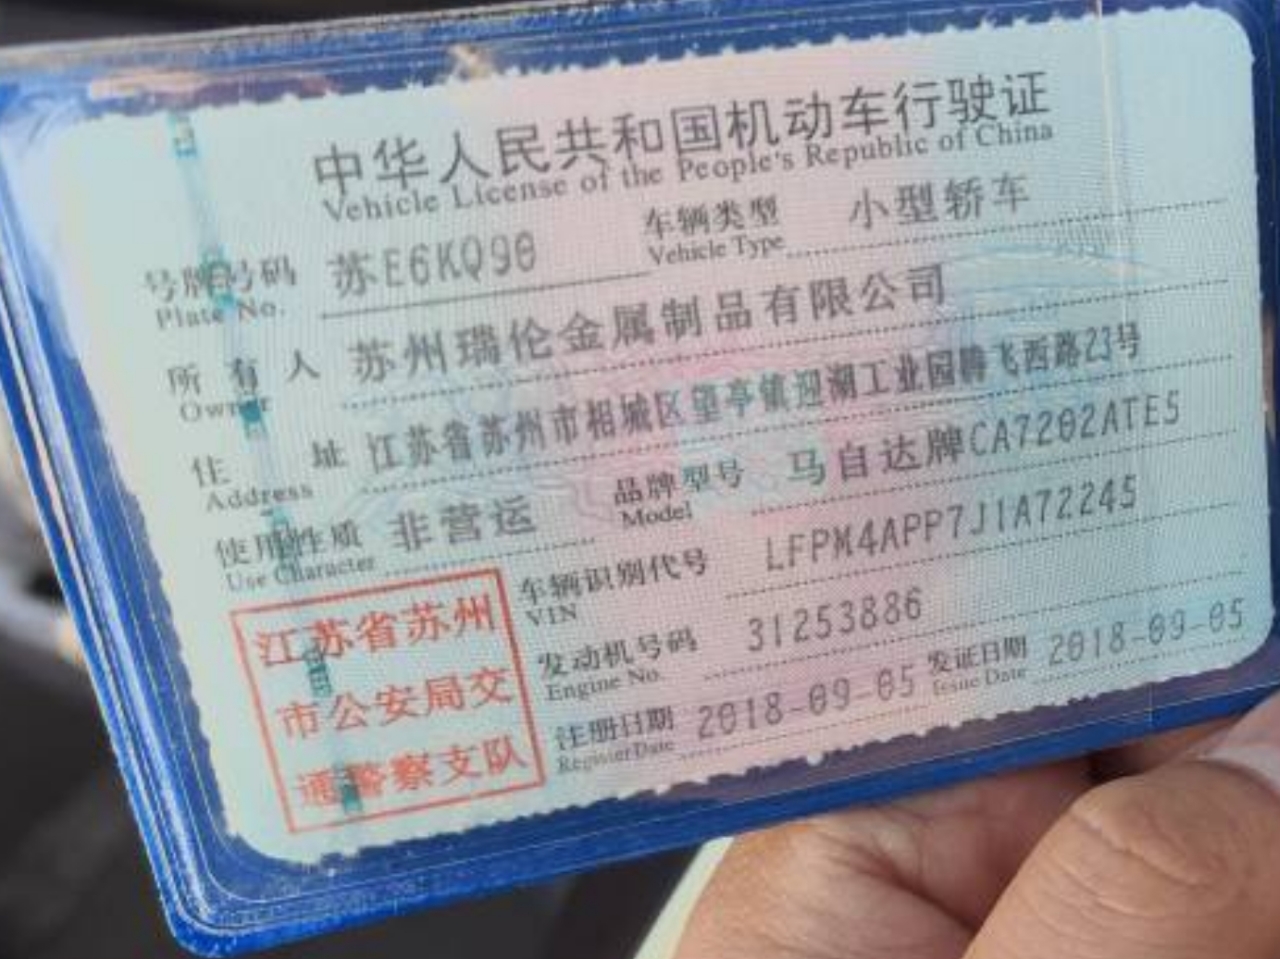 中华人民共和国机动车行驶证
Vehicle License of the People's Republic of China
号牌号码 苏E6KQ90 车辆类型 小型轿车
Plate No. Vehicle Type
所有人 苏州瑞伦金属制品有限公司
Owner
住址 江苏省苏州市相城区望亭镇迎湖工业园腾飞西路23号
Address
使用性质 非营运 品牌型号 马自达牌CA7202ATE5
Use Character Model
车辆识别代号 LFPM4APP7J1A72245
VIN
发动机号码 31253886
Engine No.
注册日期 2018-09-05 发证日期 2018-09-05
Register Date Issue Date
江苏省苏州
市公安局交
通警察支队